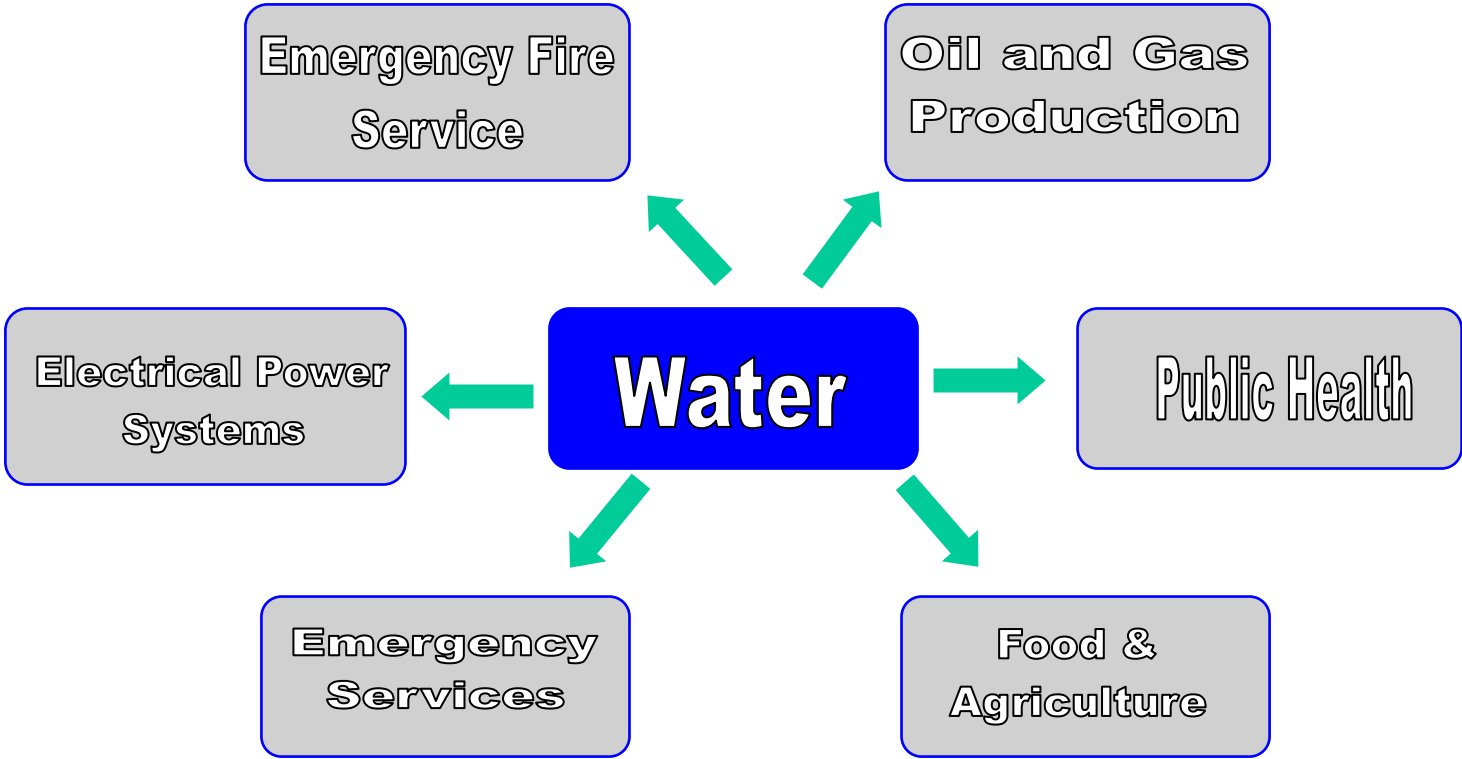 Emergency Fire
Service
Oil and Gas
Production
Electrical Power
Systems
Water
Public Health
Emergency
Services
Food &
Agriculture